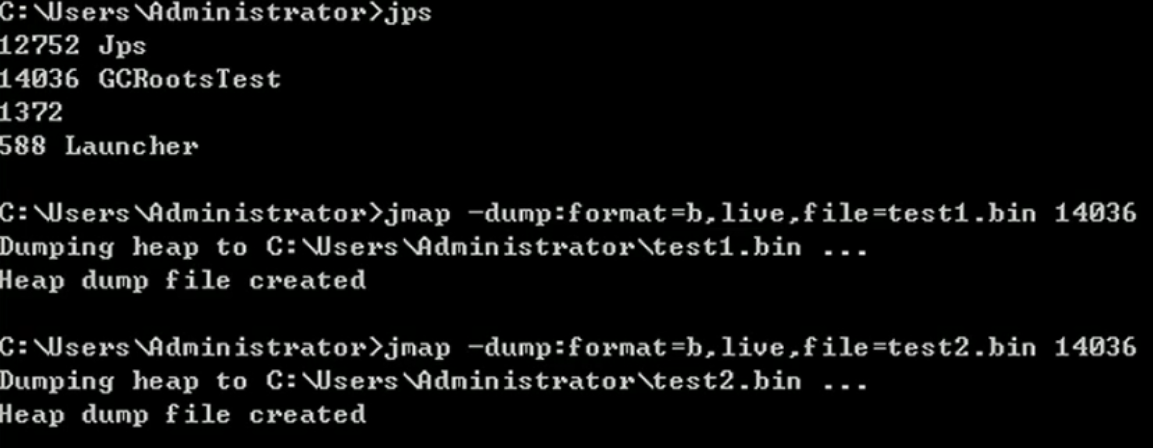 C:\Users\Administrator>jps
12752 Jps
14036 GCRootsTest
1372
588 Launcher
C:\Users\Administrator>jmap -dump:format=b,live,file=test1.bin 14036
Dumping heap to C:\Users\Administrator\test1.bin ...
Heap dump file created
C:\Users\Administrator>jmap -dump:format=b,live,file=test2.bin 14036
Dumping heap to C:\Users\Administrator\test2.bin ...
Heap dump file created